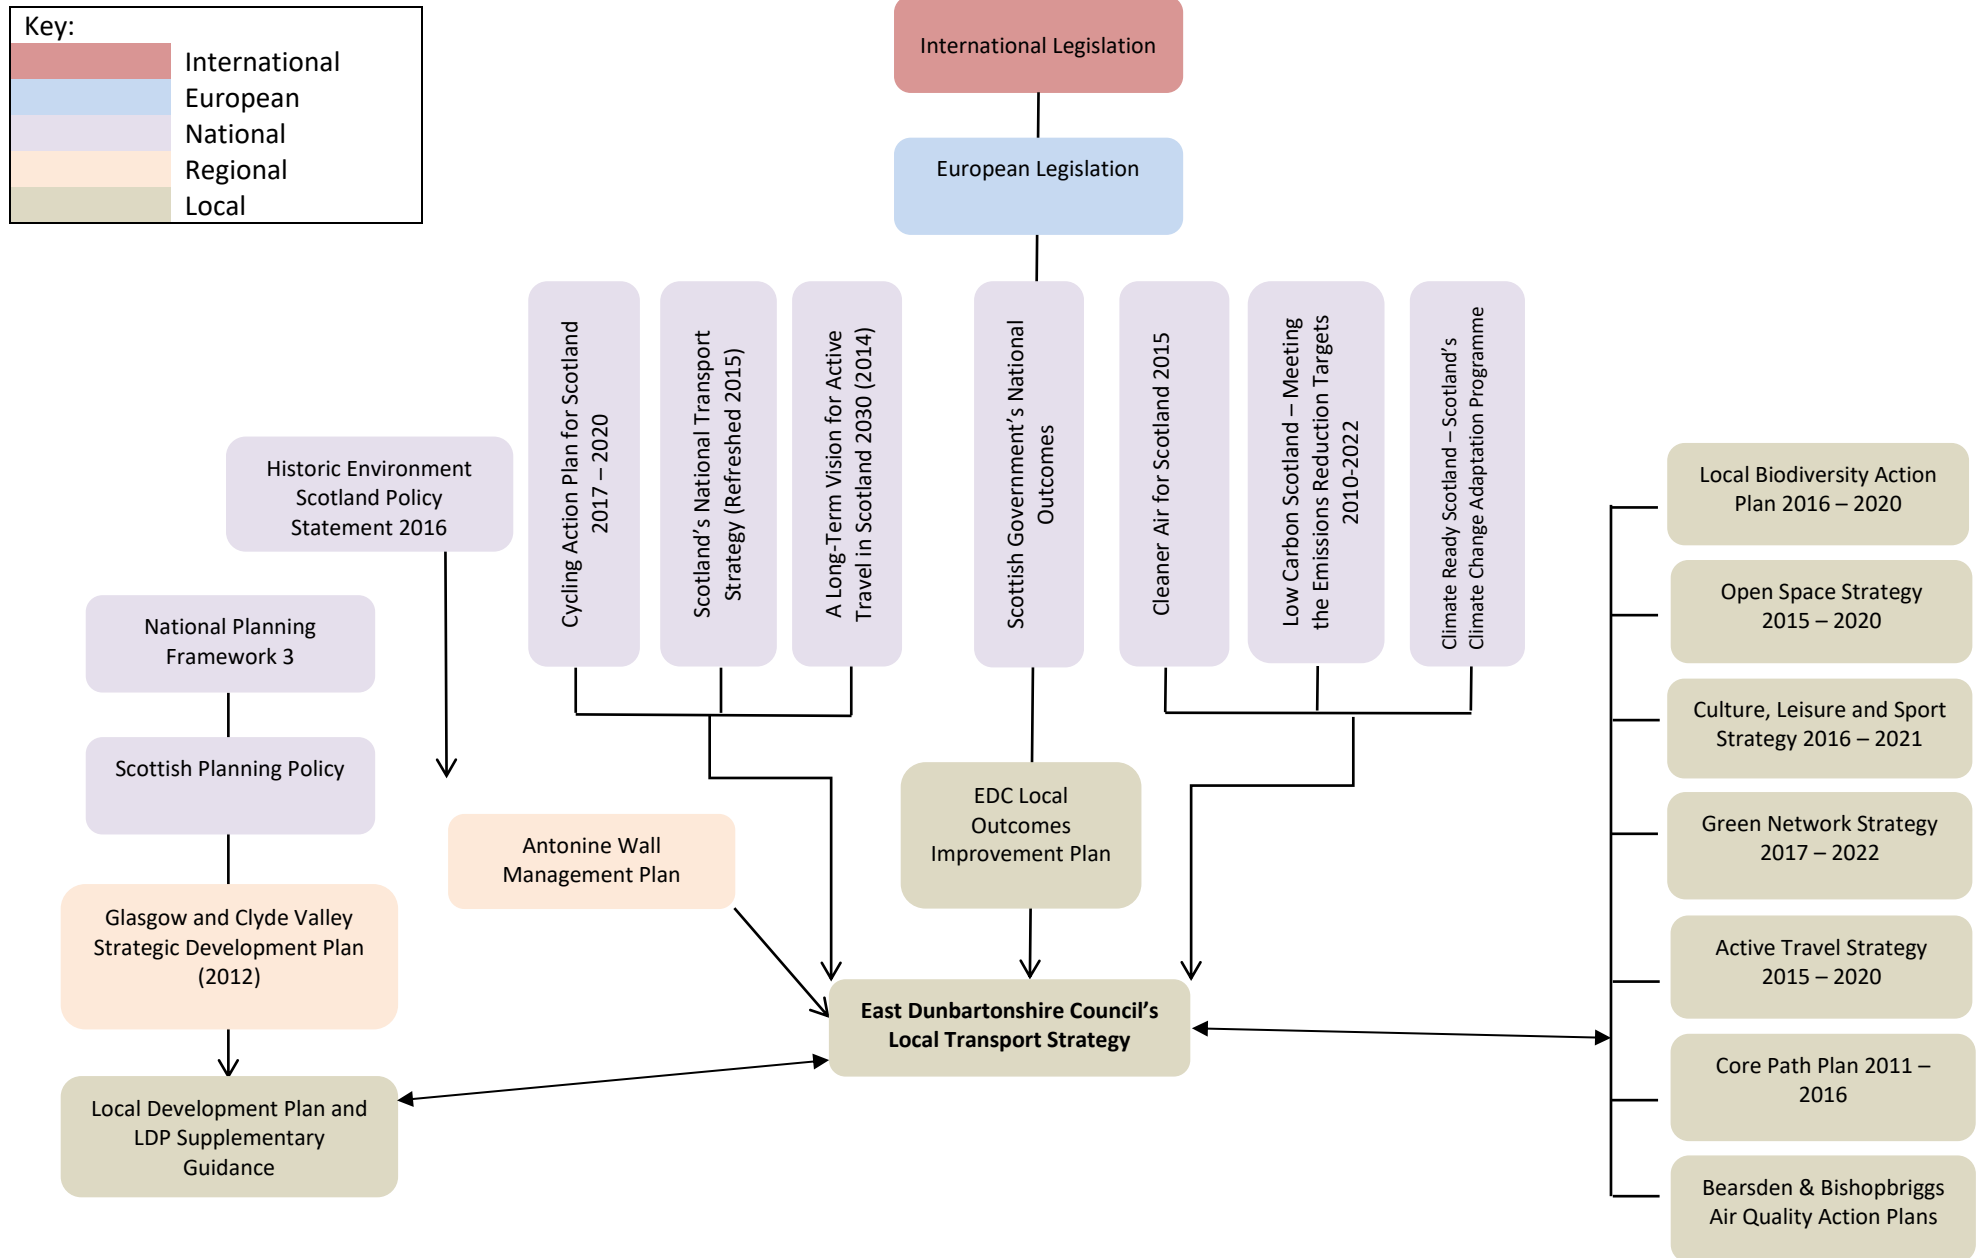 Key:
International
European
National
Regional
Local
International Legislation
European Legislation
Cycling Action Plan for Scotland
2017 – 2020
Scotland's National Transport
Strategy (Refreshed 2015)
A Long-Term Vision for Active
Travel in Scotland 2030 (2014)
Scottish Government's National
Outcomes
Cleaner Air for Scotland 2015
Low Carbon Scotland – Meeting
the Emissions Reduction Targets
2010-2022
Climate Ready Scotland – Scotland's
Climate Change Adaptation Programme
Historic Environment
Scotland Policy
Statement 2016
National Planning
Framework 3
Scottish Planning Policy
Glasgow and Clyde Valley
Strategic Development Plan
(2012)
Local Development Plan and
LDP Supplementary
Guidance
Antonine Wall
Management Plan
EDC Local
Outcomes
Improvement Plan
East Dunbartonshire Council's
Local Transport Strategy
Local Biodiversity Action
Plan 2016 – 2020
Open Space Strategy
2015 – 2020
Culture, Leisure and Sport
Strategy 2016 – 2021
Green Network Strategy
2017 – 2022
Active Travel Strategy
2015 – 2020
Core Path Plan 2011 –
2016
Bearsden & Bishopbriggs
Air Quality Action Plans